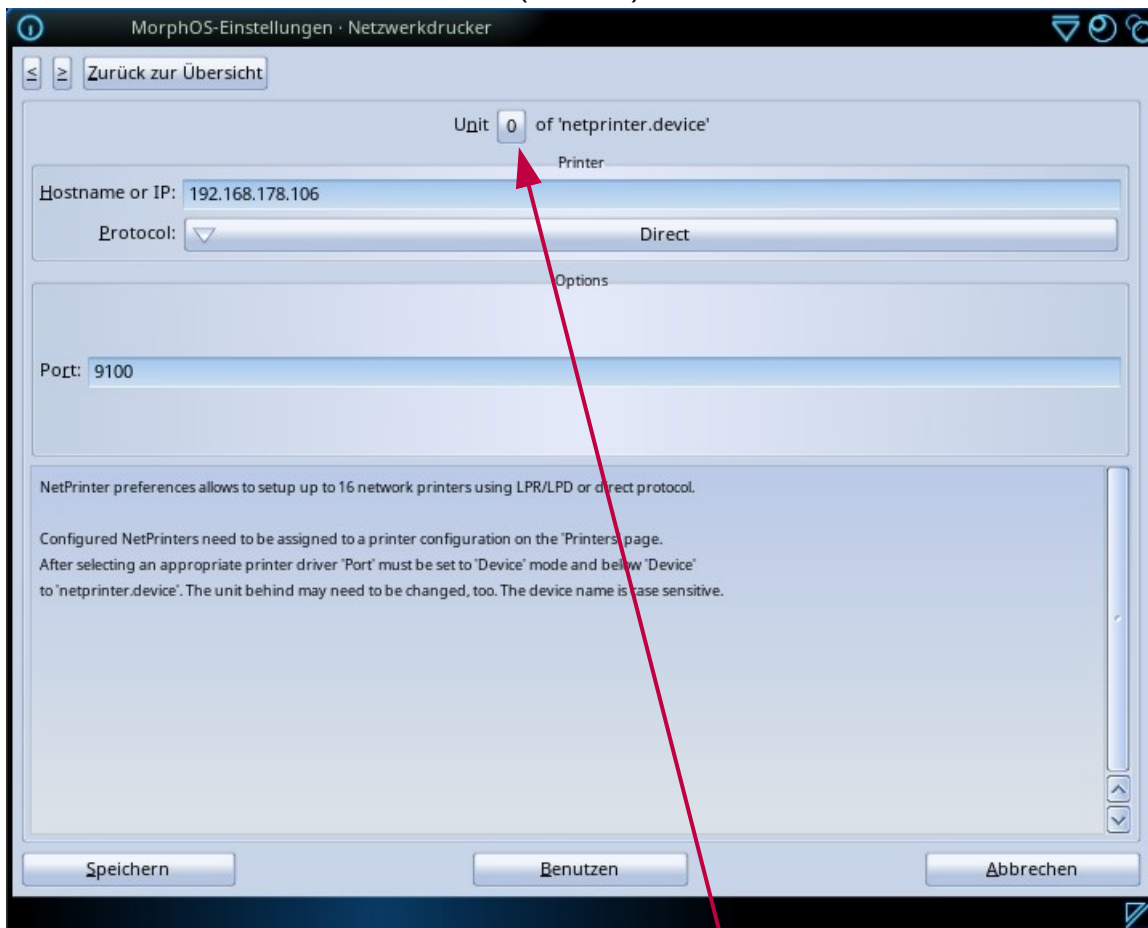 MorphOS-Einstellungen · Netzwerkdrucker
≤ ≥ Zurück zur Übersicht
Unit 0 of 'netprinter.device'
Printer
Hostname or IP: 192.168.178.106
Protocol: Direct
Options
Port: 9100
NetPrinter preferences allows to setup up to 16 network printers using LPR/LPD or direct protocol.
Configured NetPrinters need to be assigned to a printer configuration on the 'Printers' page.
After selecting an appropriate printer driver 'Port' must be set to 'Device' mode and below 'Device'
to 'netprinter.device'. The unit behind may need to be changed, too. The device name is case sensitive.
Speichern Benutzen Abbrechen